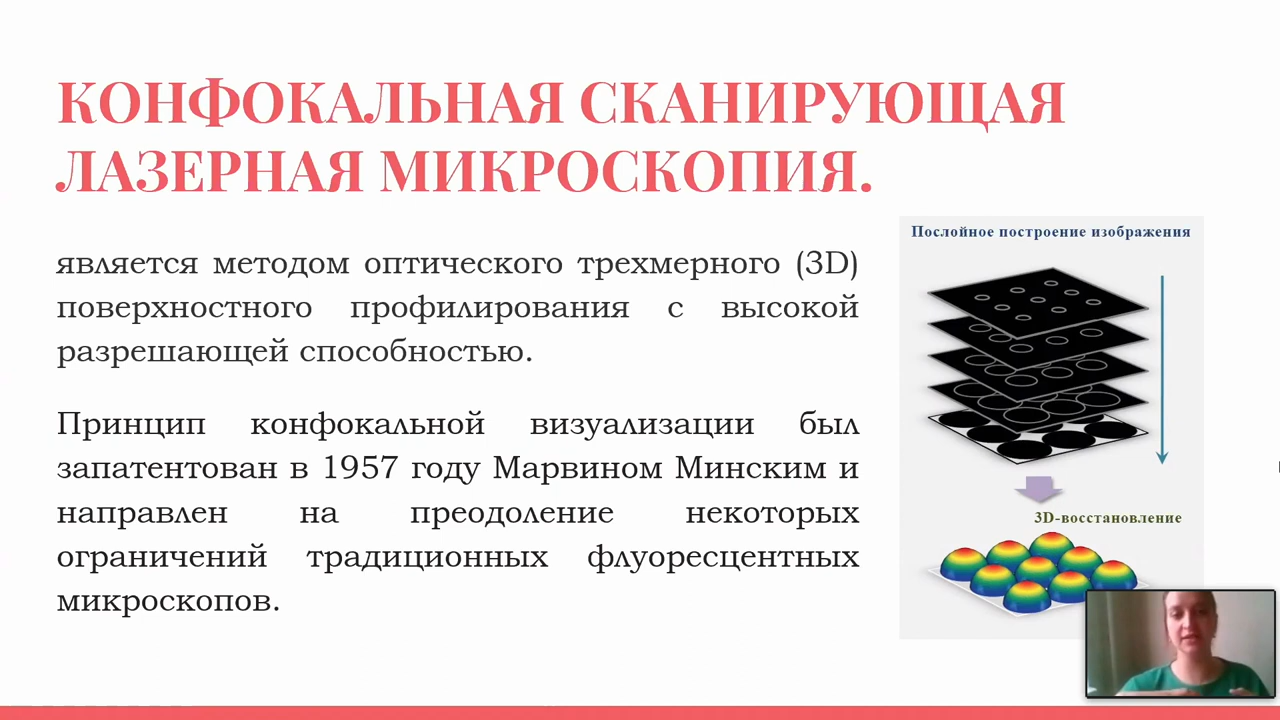 КОНФОКАЛЬНАЯ СКАНИРУЮЩАЯ
ЛАЗЕРНАЯ МИКРОСКОПИЯ.
является методом оптического трехмерного (3D)
поверхностного профилирования с высокой
разрешающей способностью.
Принцип конфокальной визуализации был
запатентован в 1957 году Марвином Минским и
направлен на преодоление некоторых
ограничений традиционных флуоресцентных
микроскопов.
Послойное построение изображения
3D-восстановление